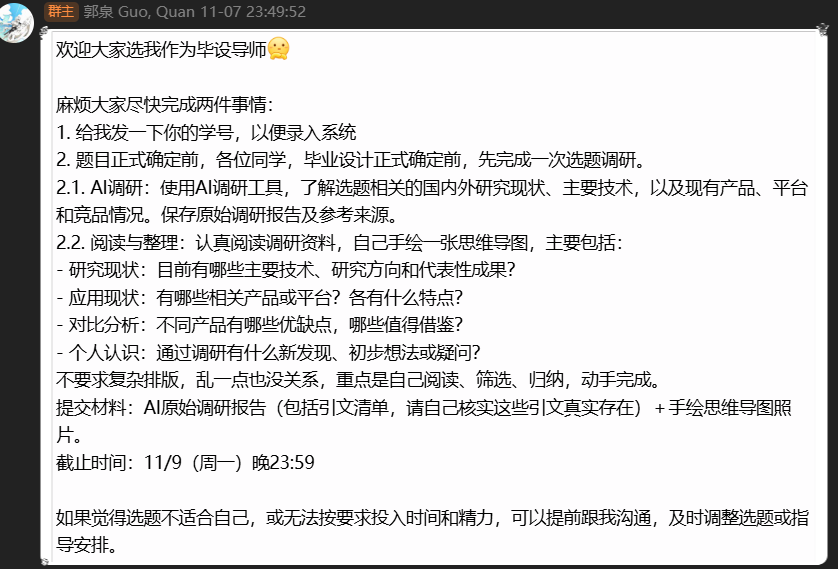 群主 郭泉 Guo, Quan 11-07 23:49:52
欢迎大家选我作为毕设导师
麻烦大家尽快完成两件事情：
1. 给我发一下你的学号，以便录入系统
2. 题目正式确定前，各位同学，毕业设计正式确定前，先完成一次选题调研。
2.1. AI调研：使用AI调研工具，了解选题相关的国内外研究现状、主要技术，以及现有产品、平台
和竞品情况。保存原始调研报告及参考来源。
2.2. 阅读与整理：认真阅读调研资料，自己手绘一张思维导图，主要包括：
- 研究现状：目前有哪些主要技术、研究方向和代表性成果？
- 应用现状：有哪些相关产品或平台？各有什么特点？
- 对比分析：不同产品有哪些优缺点，哪些值得借鉴？
- 个人认识：通过调研有什么新发现、初步想法或疑问？
不要求复杂排版，乱一点也没关系，重点是自己阅读、筛选、归纳，动手完成。
提交材料：AI原始调研报告（包括引文清单，请自己核实这些引文真实存在）＋手绘思维导图照
片。
截止时间：11/9（周一）晚23:59
如果觉得选题不适合自己，或无法按要求投入时间和精力，可以提前跟我沟通，及时调整选题或指
导安排。